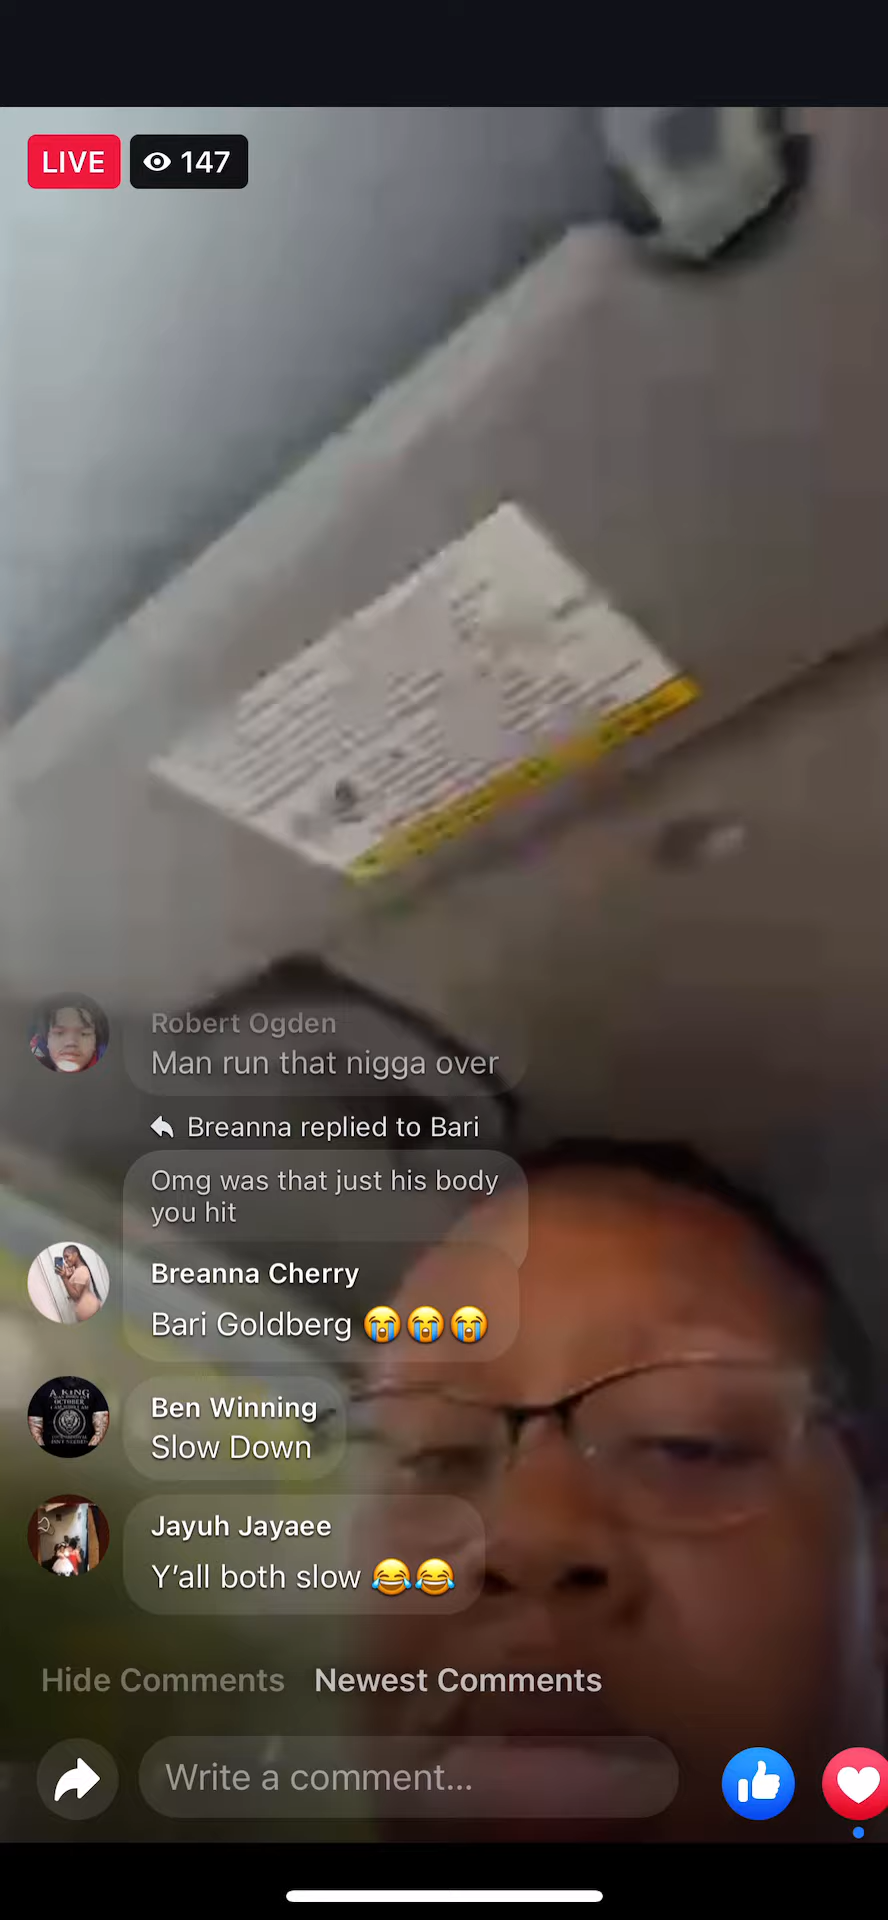 LIVE 147
Robert Ogden
Man run that nigga over
Breanna replied to Bari
Omg was that just his body
you hit
Breanna Cherry
Bari Goldberg 😭😭😭
Ben Winning
Slow Down
Jayuh Jayaee
Y'all both slow 😂😂
Hide Comments Newest Comments
Write a comment...
A KING
OCTOBER